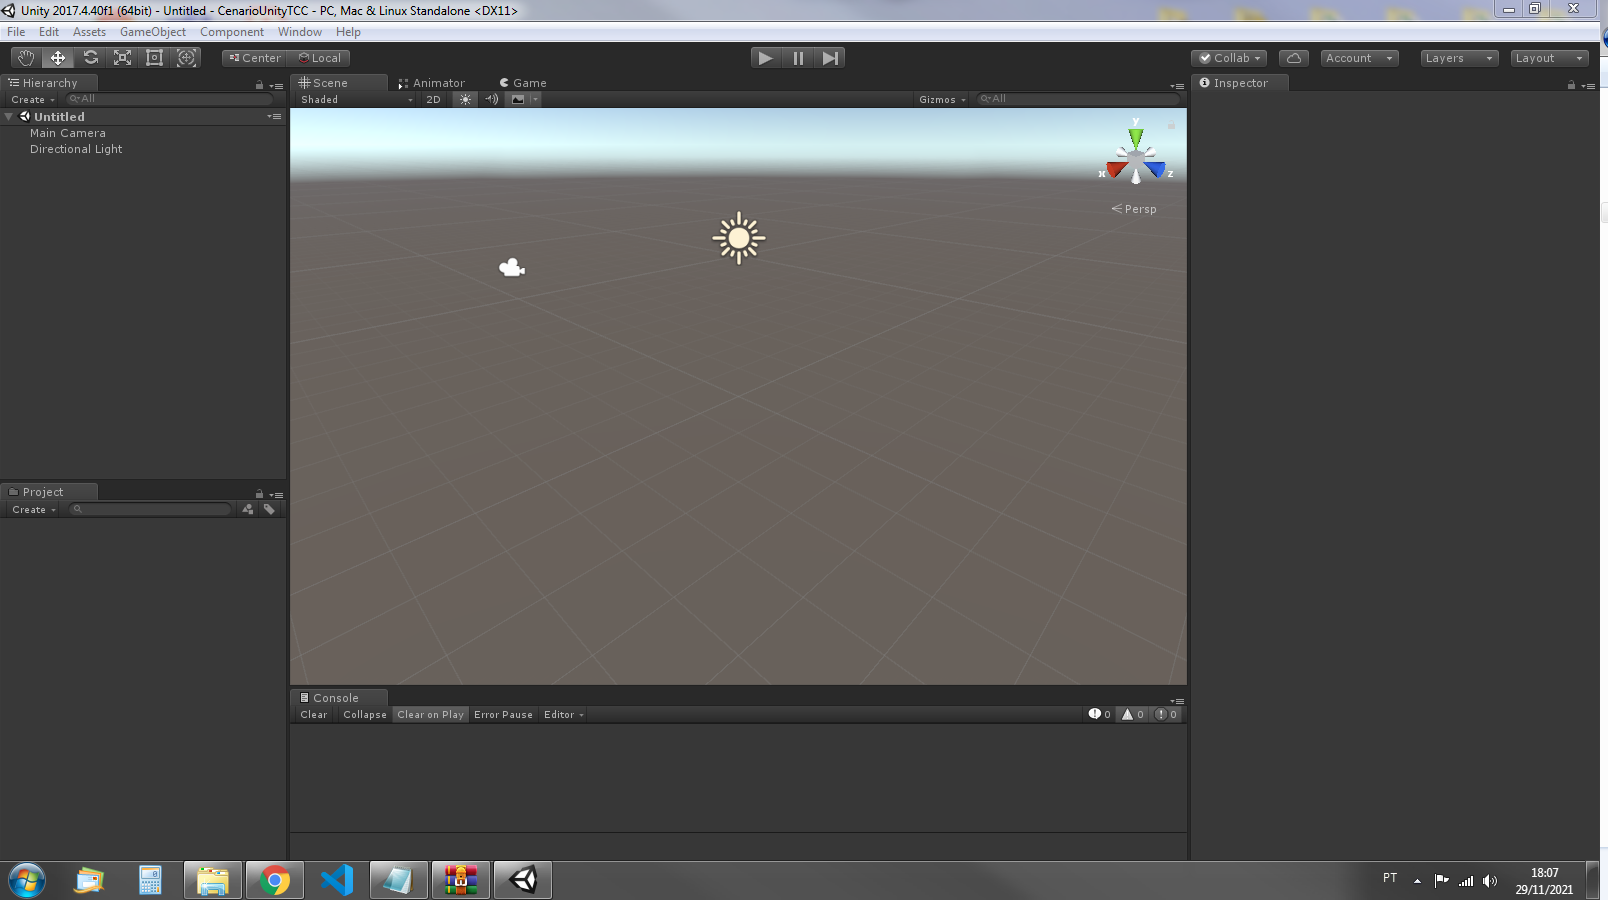 Unity 2017.4.40f1 (64bit) - Untitled - CenarioUnityTCC - PC, Mac & Linux Standalone <DX11>
File Edit Assets GameObject Component Window Help
Center Local Collab Account Layers Layout
Hierarchy
Create All
Untitled
Main Camera
Directional Light
Scene Animator Game
Shaded 2D Gizmos All
y
x z
Persp
Inspector
Project
Create
Console
Clear Collapse Clear on Play Error Pause Editor 0 0 0
PT 18:07
29/11/2021